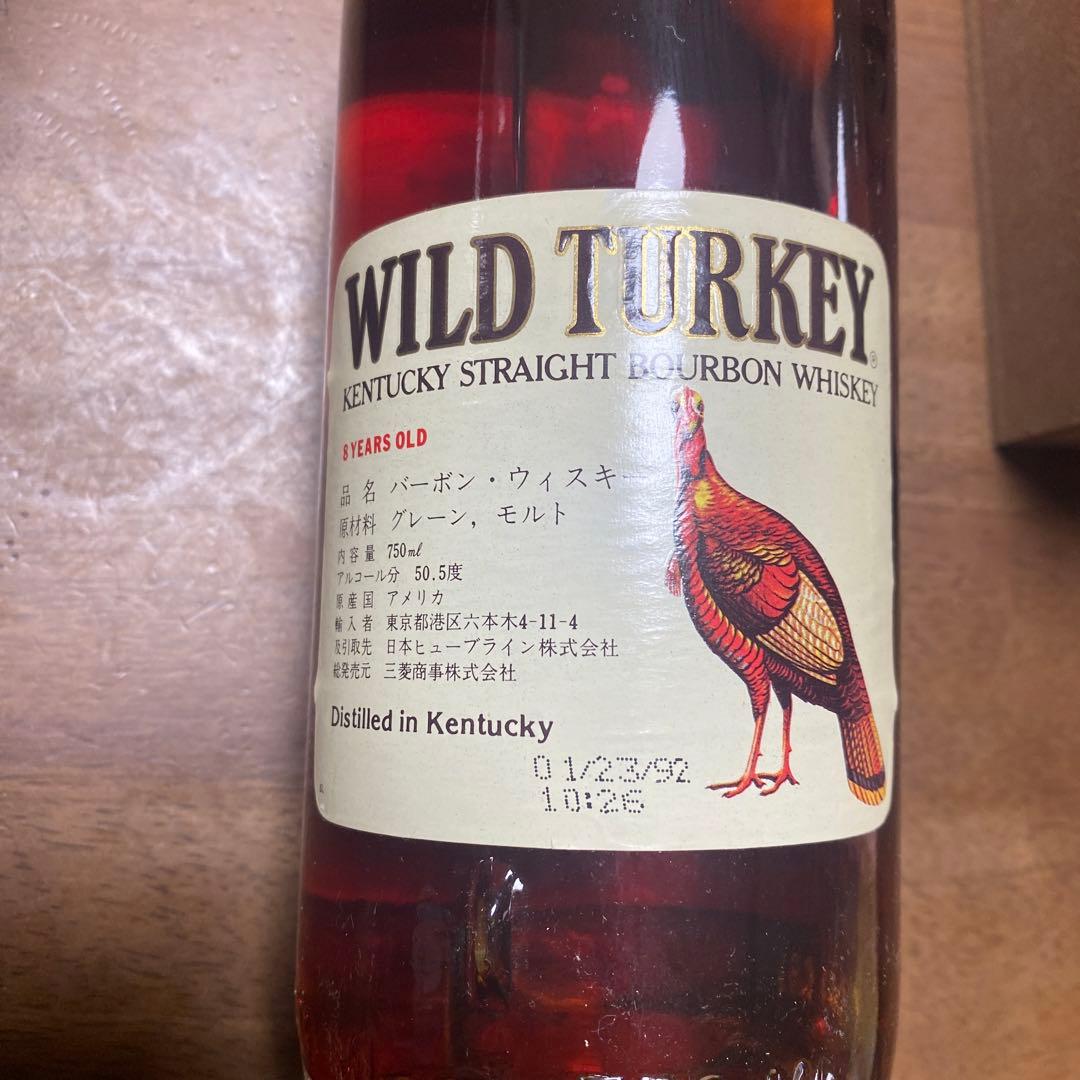 WILD TURKEY®
KENTUCKY STRAIGHT BOURBON WHISKEY
8 YEARS OLD
品名 バーボン・ウィスキー
原材料 グレーン, モルト
内容量 750ml
アルコール分 50.5度
原産国 アメリカ
輸入者 東京都港区六本木4-11-4
及引取先 日本ヒューブライン株式会社
総発売元 三菱商事株式会社
Distilled in Kentucky
01/23/92
10:26